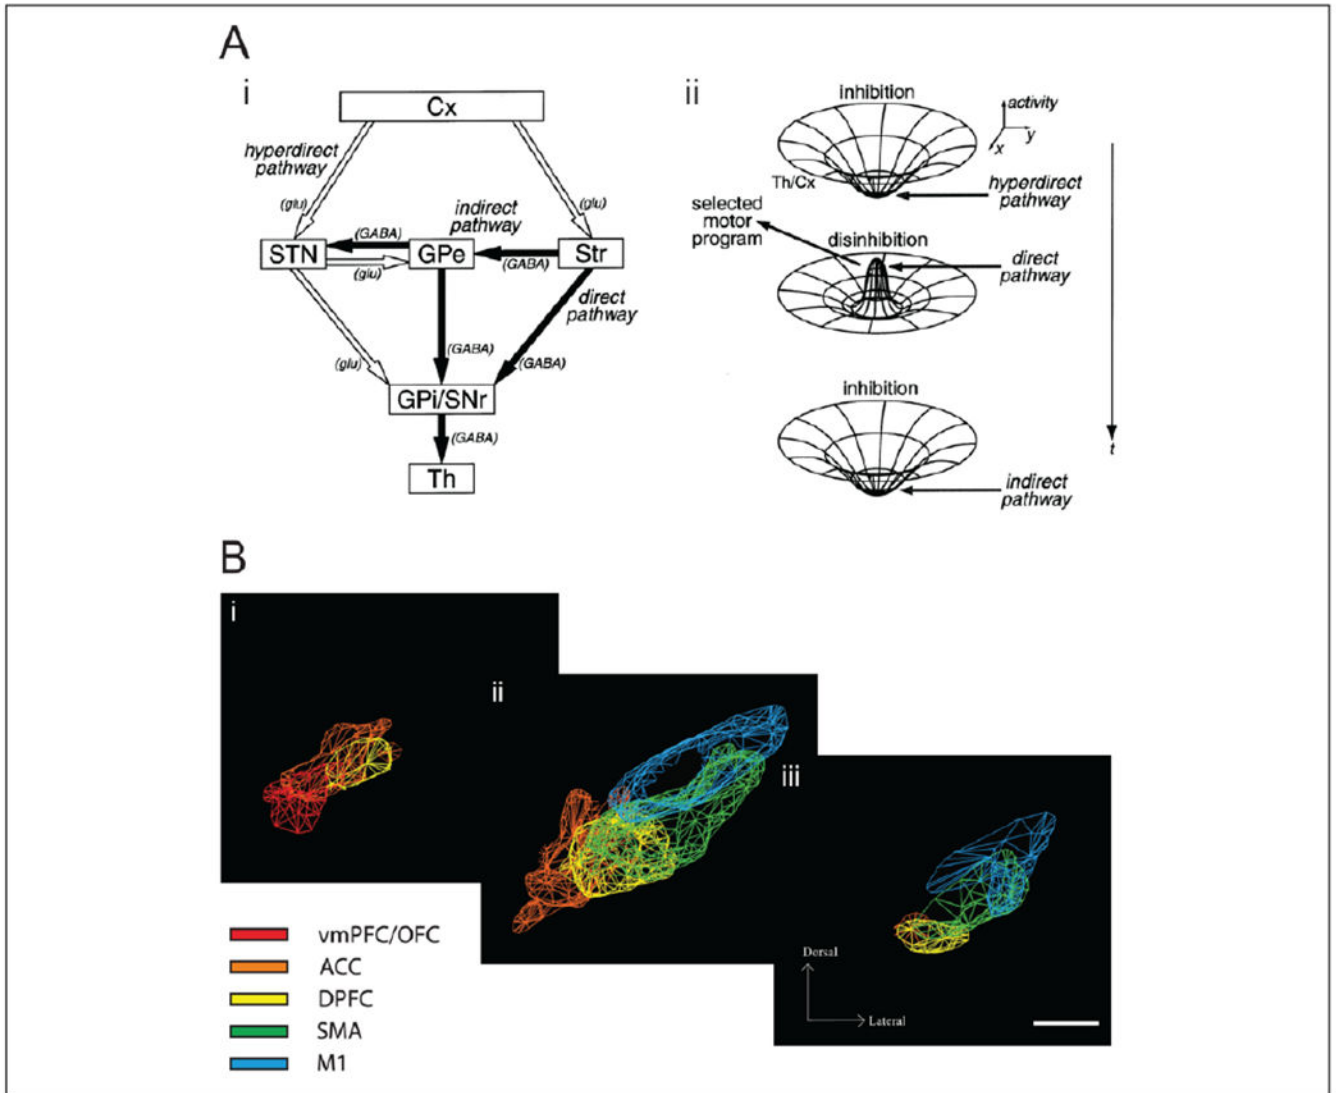 A
i
Cx
hyperdirect
pathway
(glu)
(glu)
indirect
pathway
(GABA)
STN
GPe
Str
(glu)
(GABA)
direct
pathway
(glu)
(GABA)
(GABA)
GPi/SNr
(GABA)
Th
ii
inhibition
activity
y
x
Th/Cx
hyperdirect
pathway
selected
motor
program
disinhibition
direct
pathway
inhibition
t
indirect
pathway
B
i
ii
iii
Dorsal
Lateral
vmPFC/OFC
ACC
DPFC
SMA
M1